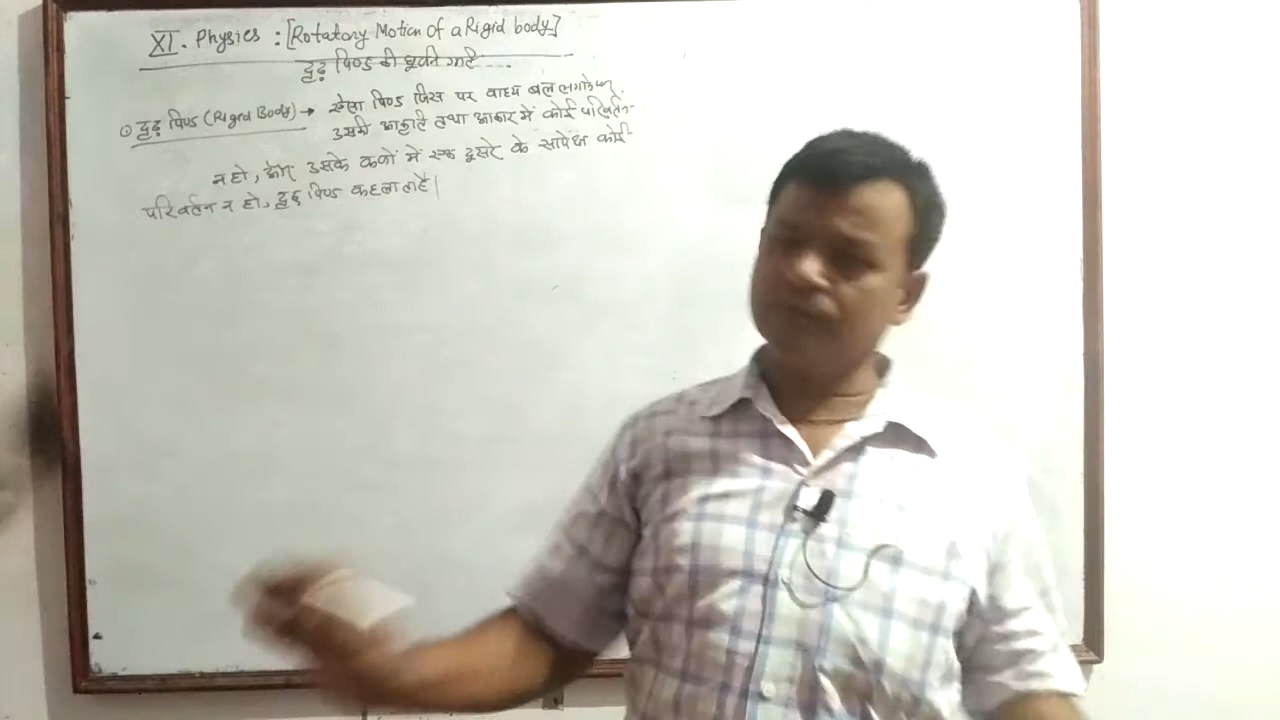 XI. Physics : [Rotatory Motion of a Rigid body]
दृढ़ पिण्ड की घूर्णन गति
① दृढ़ पिण्ड (Rigid Body) → ऐसा पिण्ड जिस पर वाह्य बल लगाने पर
उसकी आकृति तथा आकार में कोई परिवर्तन
न हो, और उसके कणों में एक दूसरे के सापेक्ष कोई
परिवर्तन न हो, दृढ़ पिण्ड कहलाता है|